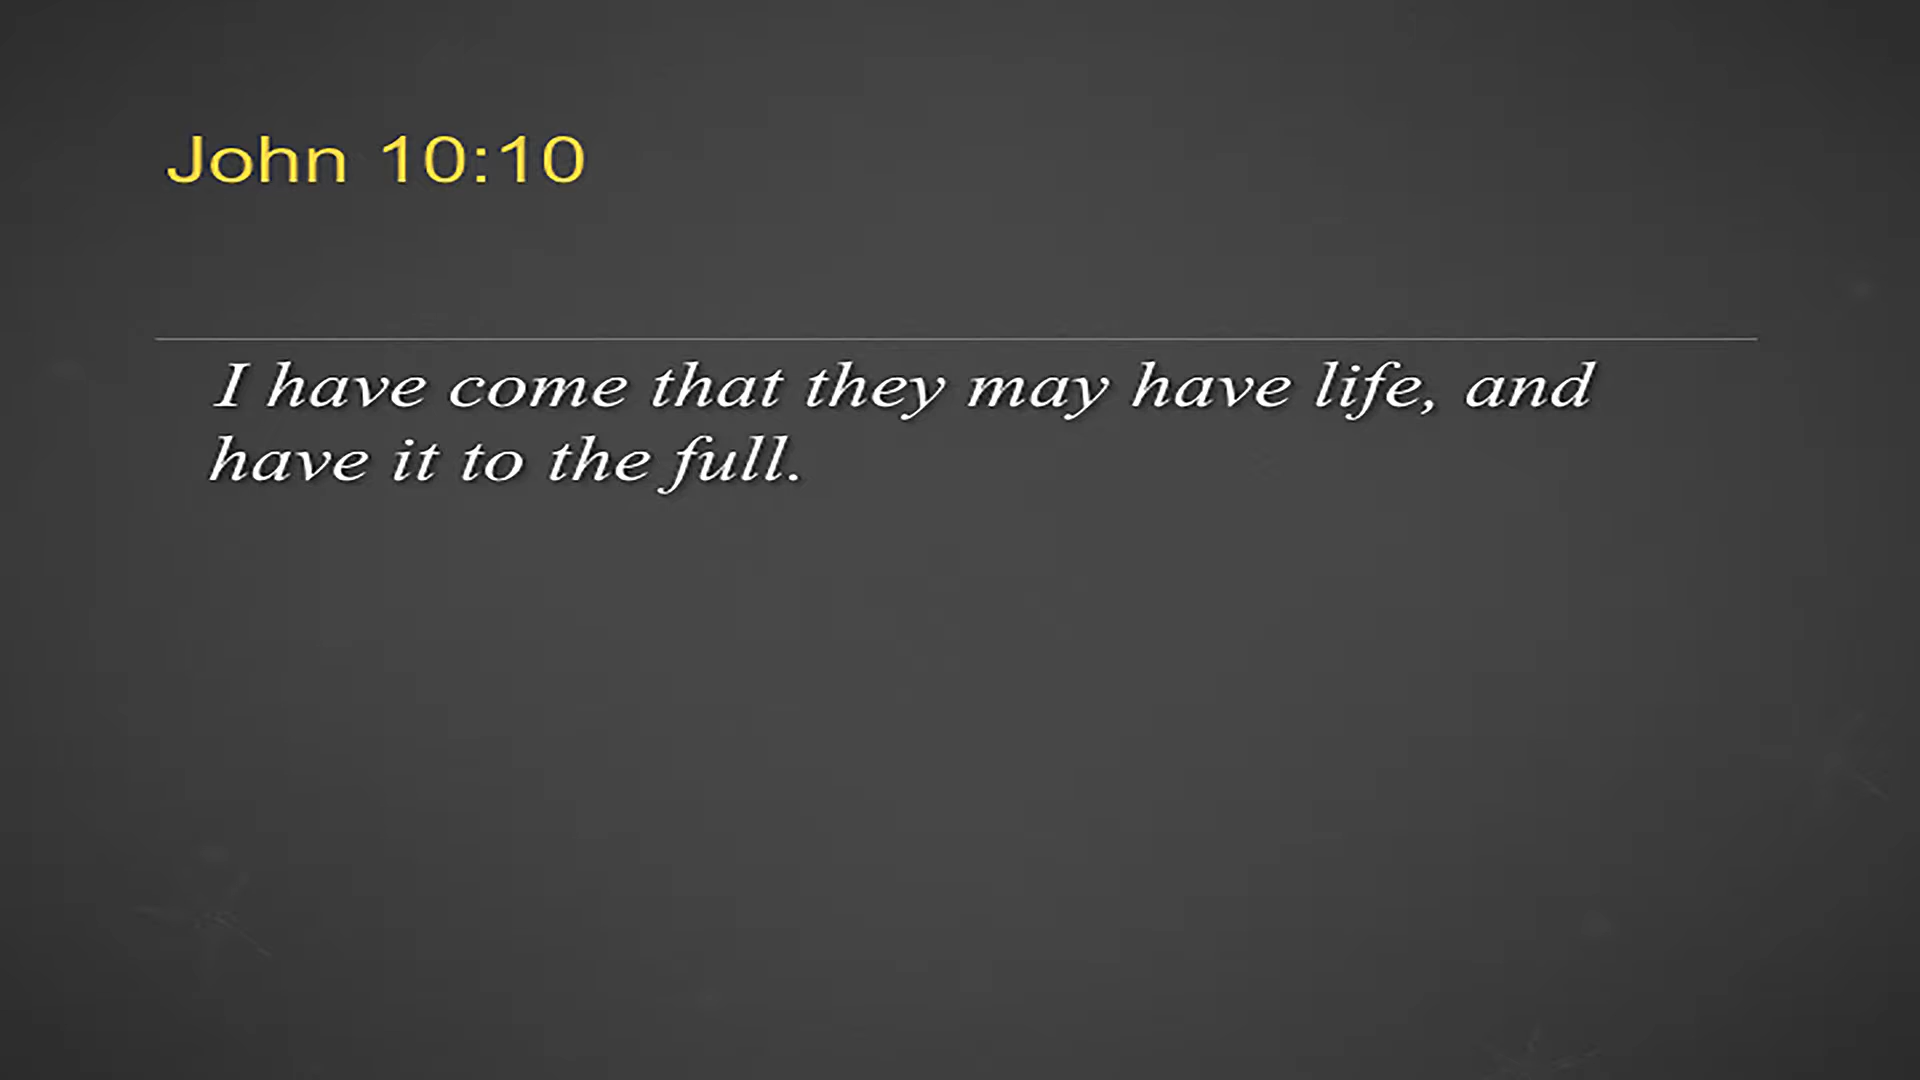 John 10:10
I have come that they may have life, and
have it to the full.